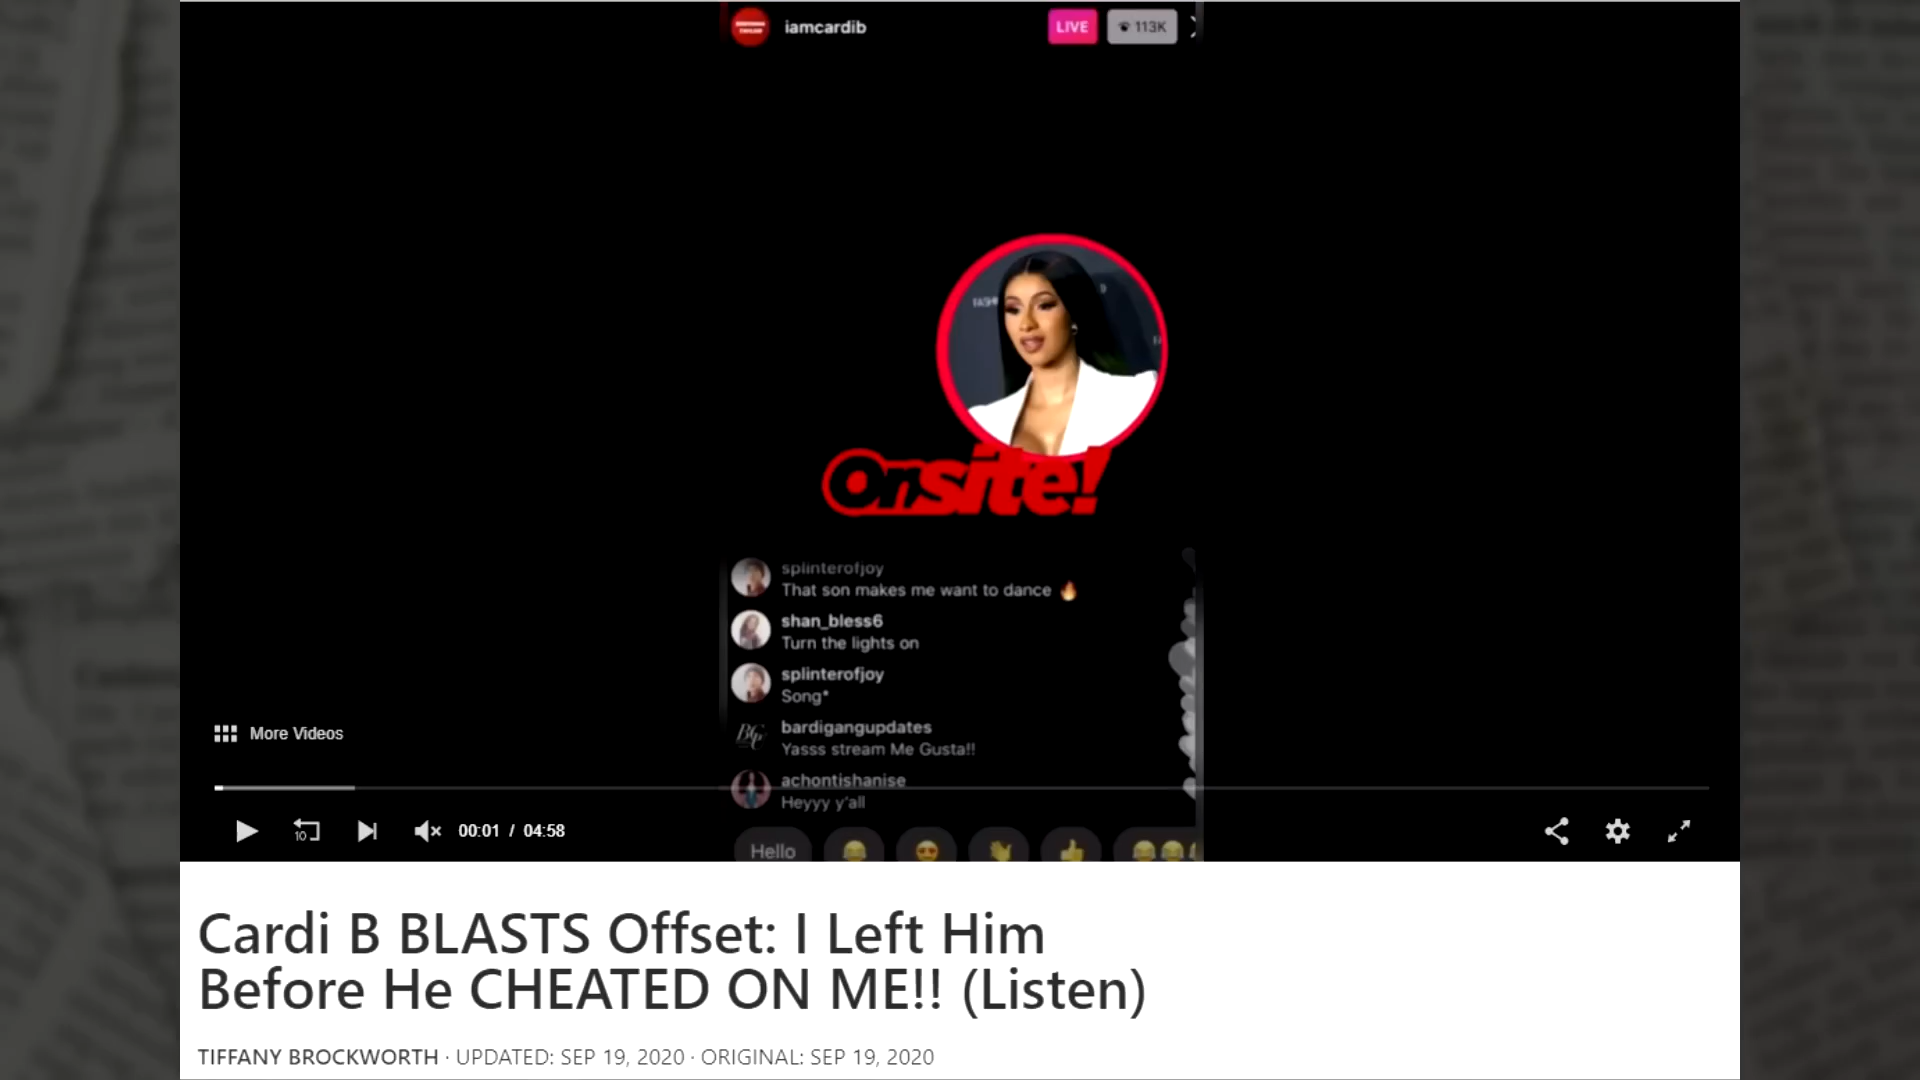 iamcardib
LIVE 113K
FASH
Onsite!
splinterofjoy
That son makes me want to dance 🔥
shan_bless6
Turn the lights on
splinterofjoy
Song*
bardigangupdates
Yasss stream Me Gusta!!
More Videos
achontishanise
Heyyy y'all
10 00:01 / 04:58
Hello
Cardi B BLASTS Offset: I Left Him
Before He CHEATED ON ME!! (Listen)
TIFFANY BROCKWORTH · UPDATED: SEP 19, 2020 · ORIGINAL: SEP 19, 2020